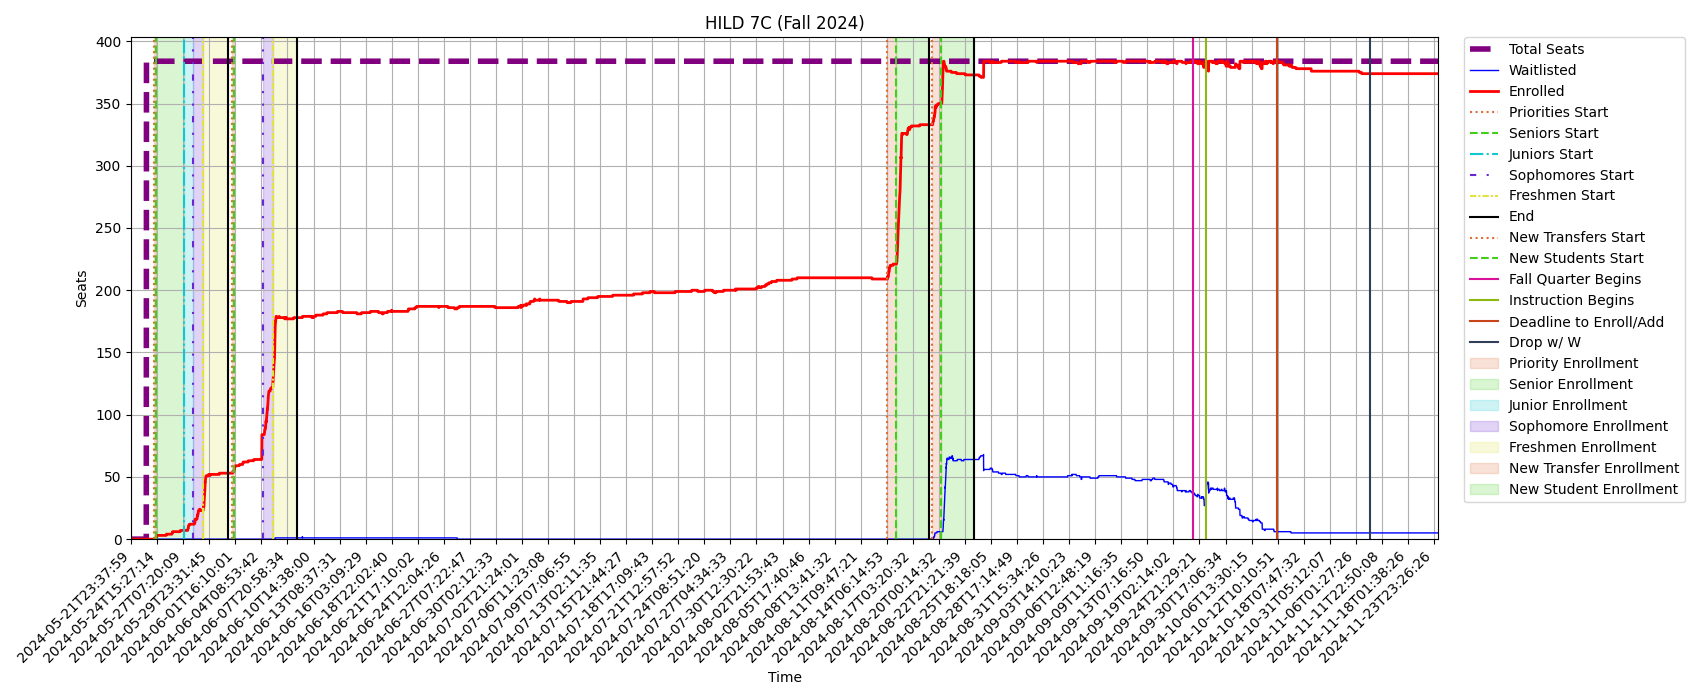 HILD 7C (Fall 2024)
Seats
400
350
300
250
200
150
100
50
0
2024-05-21T23:37:59
2024-05-24T15:27:14
2024-05-27T07:20:09
2024-05-29T23:31:45
2024-06-01T16:10:01
2024-06-04T08:53:42
2024-06-07T20:58:34
2024-06-10T14:38:00
2024-06-13T08:37:31
2024-06-16T03:09:29
2024-06-18T22:02:40
2024-06-21T17:10:02
2024-06-24T12:04:26
2024-06-27T07:22:47
2024-06-30T02:12:33
2024-07-02T21:24:01
2024-07-06T11:23:08
2024-07-09T07:06:55
2024-07-13T02:11:35
2024-07-15T21:44:27
2024-07-18T17:09:43
2024-07-21T12:57:52
2024-07-24T08:51:20
2024-07-27T04:34:33
2024-07-30T12:30:22
2024-08-02T21:53:43
2024-08-05T17:40:46
2024-08-08T13:41:32
2024-08-11T09:47:21
2024-08-14T06:14:53
2024-08-17T03:20:32
2024-08-20T00:14:32
2024-08-22T21:21:39
2024-08-25T18:18:05
2024-08-28T17:14:49
2024-08-31T15:34:26
2024-09-03T14:10:23
2024-09-06T12:48:19
2024-09-09T11:16:35
2024-09-13T07:16:50
2024-09-19T02:14:02
2024-09-24T21:29:21
2024-09-30T17:06:34
2024-10-06T13:30:15
2024-10-12T10:10:51
2024-10-18T07:47:32
2024-10-31T05:12:07
2024-11-06T01:27:26
2024-11-11T22:50:08
2024-11-18T01:38:26
2024-11-23T23:26:26
Time
Total Seats
Waitlisted
Enrolled
Priorities Start
Seniors Start
Juniors Start
Sophomores Start
Freshmen Start
End
New Transfers Start
New Students Start
Fall Quarter Begins
Instruction Begins
Deadline to Enroll/Add
Drop w/ W
Priority Enrollment
Senior Enrollment
Junior Enrollment
Sophomore Enrollment
Freshmen Enrollment
New Transfer Enrollment
New Student Enrollment